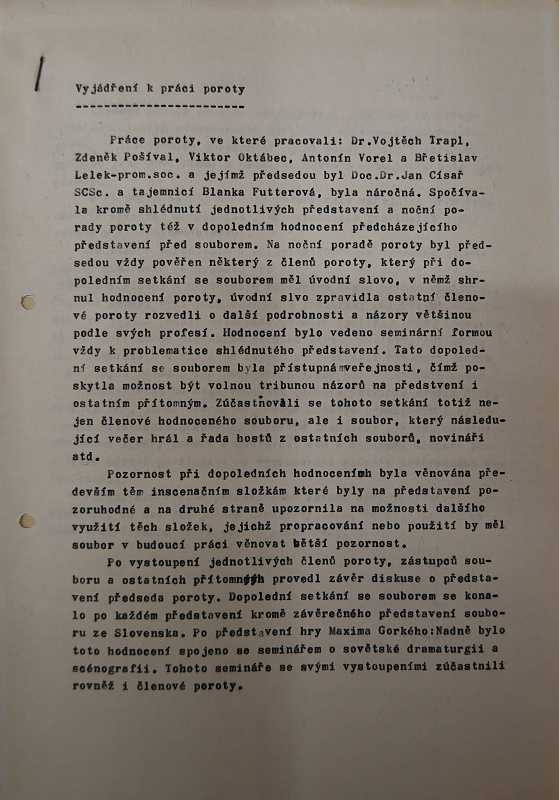 Vyjádření k práci poroty
------------------------
Práce poroty, ve které pracovali: Dr.Vojtěch Trapl,
Zdeněk Pošíval, Viktor Oktábec, Antonín Vorel a Břetislav
Lelek-prom.soc. a jejímž předsedou byl Doc.Dr.Jan Císař
SCSc. a tajemnicí Blanka Futterová, byla náročná. Spočíva-
la kromě shlédnutí jednotlivých představení a noční po-
rady poroty též v dopoledním hodnocení předcházejícího
představení před souborem. Na noční poradě poroty byl před-
sedou vždy pověřen některý z členů poroty, který při do-
poledním setkání se souborem měl úvodní slovo, v němž shr-
nul hodnocení poroty, úvodní slvo zpravidla ostatní členo-
vé poroty rozvedli o další podrobnosti a názory většinou
podle svých profesí. Hodnocení bylo vedeno seminární formou
vždy k problematice shlédnutého představení. Tato dopoled-
ní setkání se souborem byla přístupná veřejnosti, čímž po-
skytla možnost být volnou tribunou názorů na předstvení i
ostatním přítomným. Zúčastňovali se tohoto setkání totiž ne-
jen členové hodnoceného souboru, ale i soubor, který následu-
jící večer hrál a řada hostů z ostatních souborů, novináři
atd.
Pozornost při dopoledních hodnoceních byla věnována pře-
devším těm inscenačním složkám které byly na představení po-
zoruhodné a na druhé straně upozornila na možnosti dalšího
využití těch složek, jejichž propracování nebo použití by měl
soubor v budoucí práci věnovat větší pozornost.
Po vystoupení jednotlivých členů poroty, zástupců sou-
boru a ostatních přítomných provedl závěr diskuse o předsta-
vení předseda poroty. Dopolední setkání se souborem se kona-
lo po každém představení kromě závěrečného představení soubo-
ru ze Slovenska. Po představení hry Maxima Gorkého:Nadně bylo
toto hodnocení spojeno se seminářem o sovětské dramaturgii a
scénografii. Tohoto semináře se svými vystoupeními zúčastnili
rovněž i členové poroty.